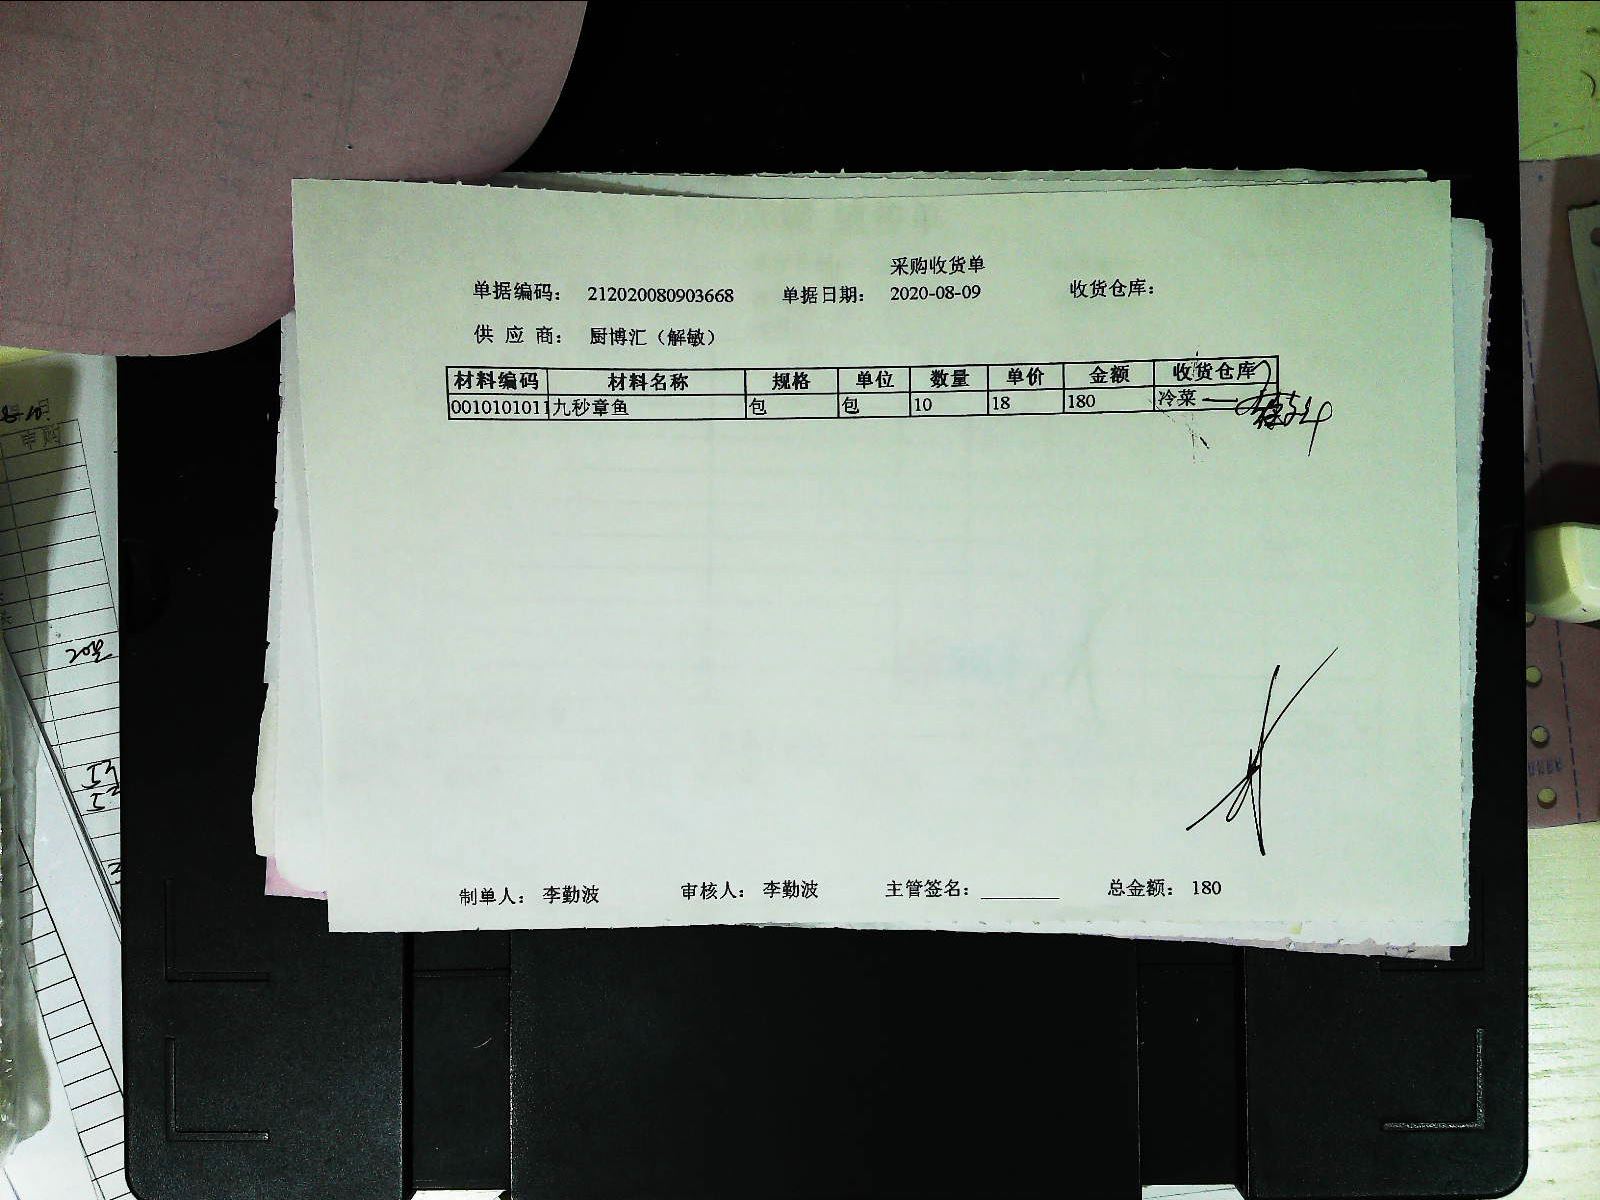 采购收货单
单据编码： 212020080903668 单据日期： 2020-08-09 收货仓库：
供 应 商： 厨博汇（解敏）
材料编码 材料名称 规格 单位 数量 单价 金额 收货仓库
0010101011 九秒章鱼 包 包 10 18 180 冷菜
制单人： 李勤波 审核人： 李勤波 主管签名： 总金额： 180